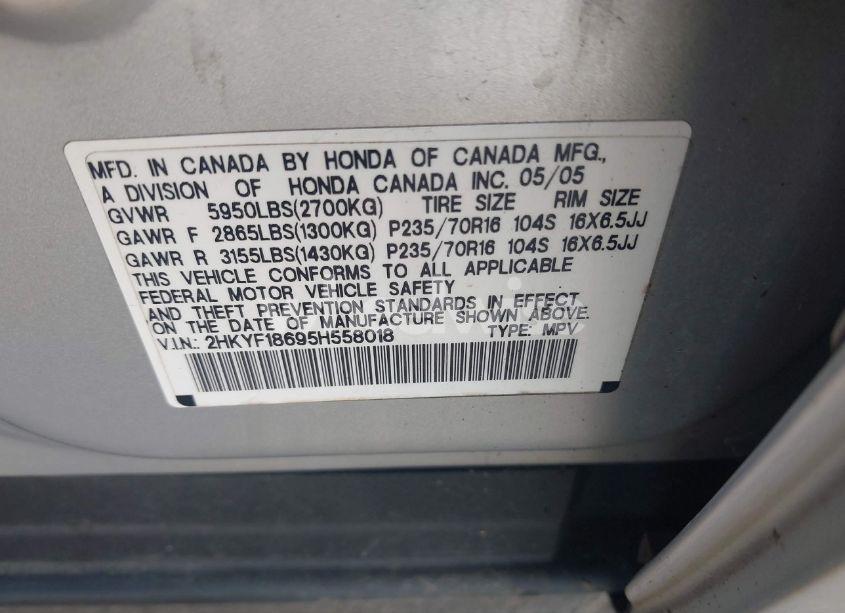 MFD. IN CANADA BY HONDA OF CANADA MFG.,
A DIVISION OF HONDA CANADA INC. 05/05
GVWR 5950LBS(2700KG) TIRE SIZE RIM SIZE
GAWR F 2865LBS(1300KG) P235/70R16 104S 16X6.5JJ
GAWR R 3155LBS(1430KG) P235/70R16 104S 16X6.5JJ
THIS VEHICLE CONFORMS TO ALL APPLICABLE
FEDERAL MOTOR VEHICLE SAFETY
AND THEFT PREVENTION STANDARDS IN EFFECT
ON THE DATE OF MANUFACTURE SHOWN ABOVE.
V.I.N.: 2HKYF18695H558018 TYPE: MPV